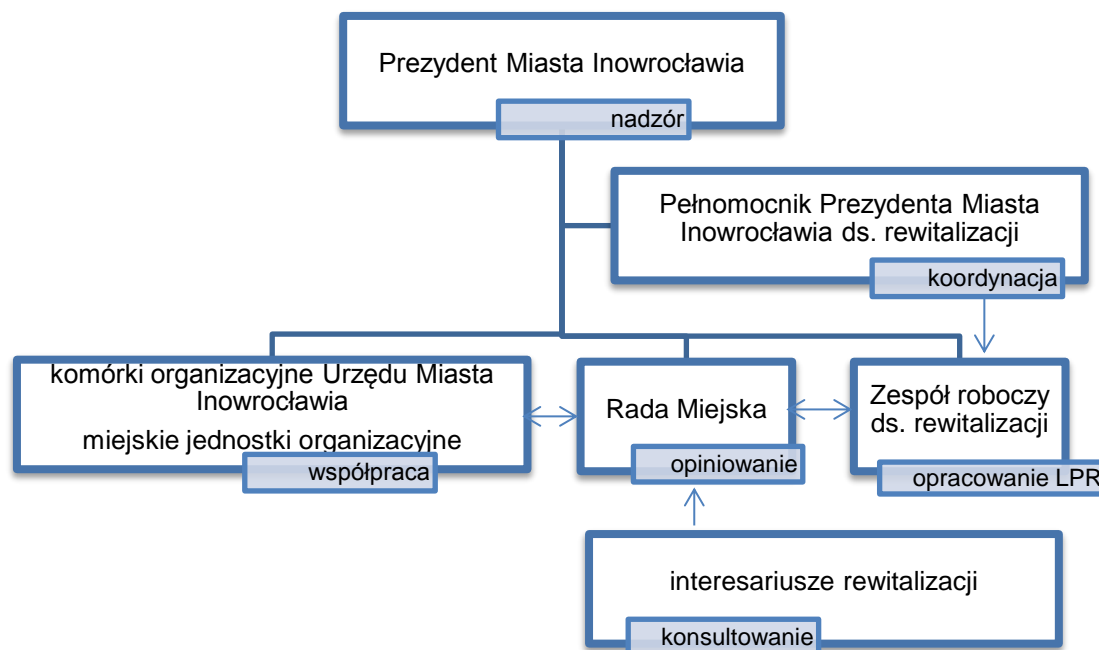 Prezydent Miasta Inowrocławia
nadzór
Pełnomocnik Prezydenta Miasta
Inowrocławia ds. rewitalizacji
koordynacja
komórki organizacyjne Urzędu Miasta
Inowrocławia
miejskie jednostki organizacyjne
współpraca
Rada Miejska
opiniowanie
Zespół roboczy
ds. rewitalizacji
opracowanie LPR
interesariusze rewitalizacji
konsultowanie